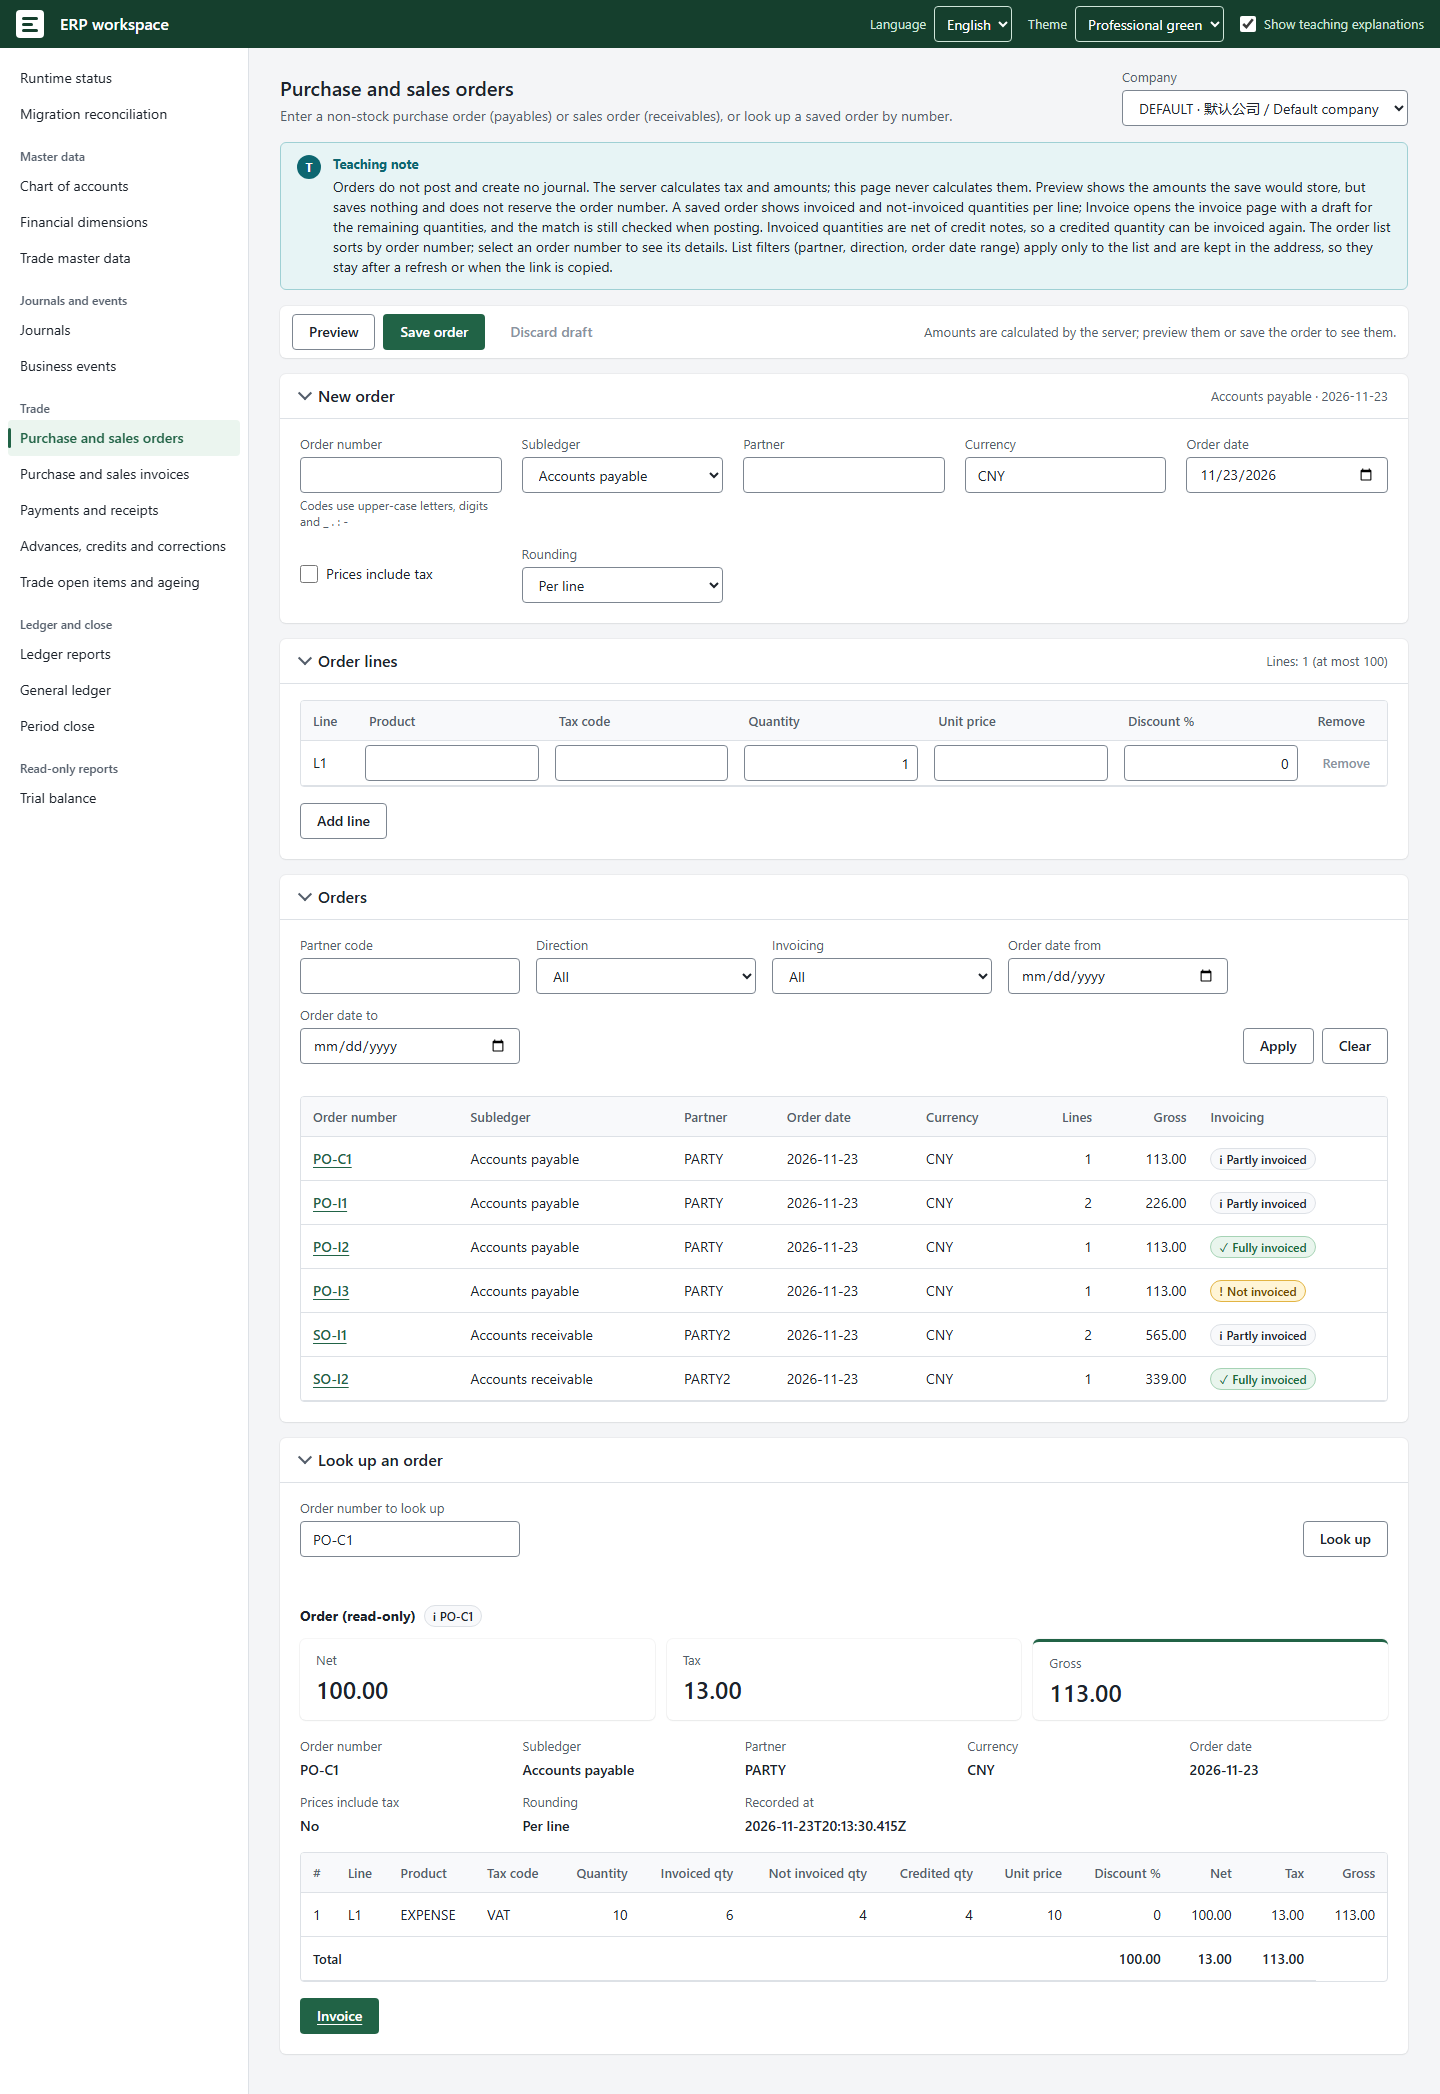 ERP workspace
Language English Theme Professional green Show teaching explanations
Runtime status
Migration reconciliation
Master data
Chart of accounts
Financial dimensions
Trade master data
Journals and events
Journals
Business events
Trade
Purchase and sales orders
Purchase and sales invoices
Payments and receipts
Advances, credits and corrections
Trade open items and ageing
Ledger and close
Ledger reports
General ledger
Period close
Read-only reports
Trial balance
Purchase and sales orders
Enter a non-stock purchase order (payables) or sales order (receivables), or look up a saved order by number.
Company
DEFAULT · 默认公司 / Default company
T
Teaching note
Orders do not post and create no journal. The server calculates tax and amounts; this page never calculates them. Preview shows the amounts the save would store, but
saves nothing and does not reserve the order number. A saved order shows invoiced and not-invoiced quantities per line; Invoice opens the invoice page with a draft for
the remaining quantities, and the match is still checked when posting. Invoiced quantities are net of credit notes, so a credited quantity can be invoiced again. The order list
sorts by order number; select an order number to see its details. List filters (partner, direction, order date range) apply only to the list and are kept in the address, so they
stay after a refresh or when the link is copied.
Preview Save order Discard draft Amounts are calculated by the server; preview them or save the order to see them.
New order Accounts payable · 2026-11-23
Order number Subledger Partner Currency Order date
Accounts payable CNY 11/23/2026
Codes use upper-case letters, digits
and _ . : -
Rounding
Prices include tax Per line
Order lines Lines: 1 (at most 100)
Line Product Tax code Quantity Unit price Discount % Remove
L1 1 0 Remove
Add line
Orders
Partner code Direction Invoicing Order date from
All All mm/dd/yyyy
Order date to
mm/dd/yyyy Apply Clear
Order number Subledger Partner Order date Currency Lines Gross Invoicing
PO-C1 Accounts payable PARTY 2026-11-23 CNY 1 113.00 i Partly invoiced
PO-I1 Accounts payable PARTY 2026-11-23 CNY 2 226.00 i Partly invoiced
PO-I2 Accounts payable PARTY 2026-11-23 CNY 1 113.00 ✓ Fully invoiced
PO-I3 Accounts payable PARTY 2026-11-23 CNY 1 113.00 ! Not invoiced
SO-I1 Accounts receivable PARTY2 2026-11-23 CNY 2 565.00 i Partly invoiced
SO-I2 Accounts receivable PARTY2 2026-11-23 CNY 1 339.00 ✓ Fully invoiced
Look up an order
Order number to look up
PO-C1 Look up
Order (read-only) i PO-C1
Net Tax Gross
100.00 13.00 113.00
Order number Subledger Partner Currency Order date
PO-C1 Accounts payable PARTY CNY 2026-11-23
Prices include tax Rounding Recorded at
No Per line 2026-11-23T20:13:30.415Z
# Line Product Tax code Quantity Invoiced qty Not invoiced qty Credited qty Unit price Discount % Net Tax Gross
1 L1 EXPENSE VAT 10 6 4 4 10 0 100.00 13.00 113.00
Total 100.00 13.00 113.00
Invoice